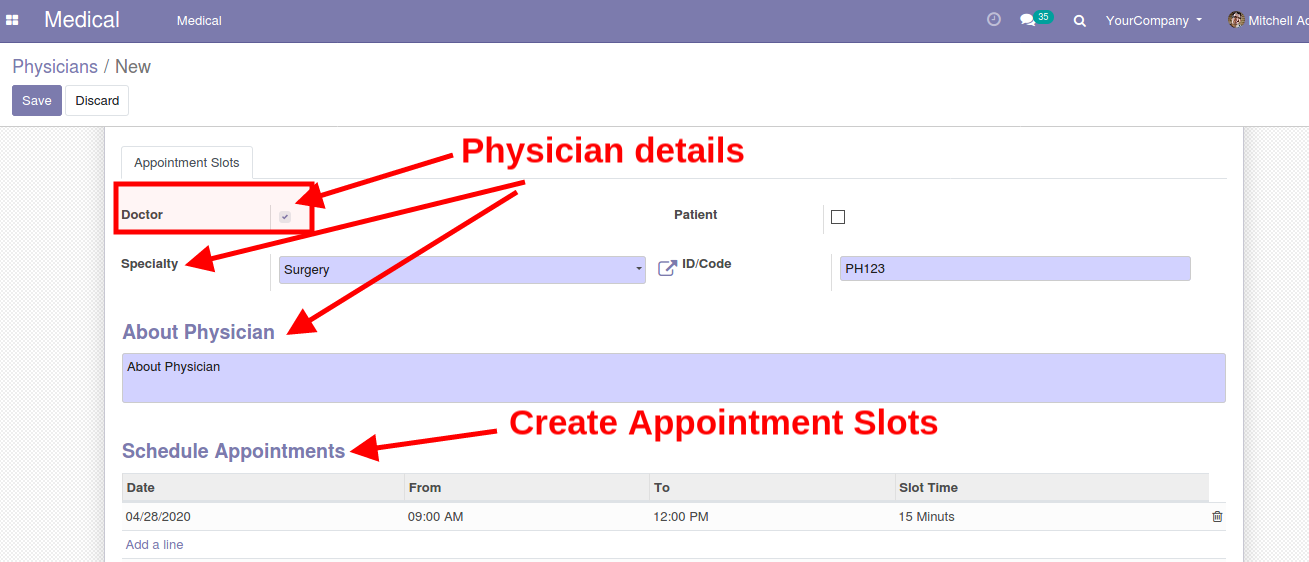 Medical Medical 35 YourCompany Mitchell Ad
Physicians / New
Save Discard
Physician details
Appointment Slots
Doctor Patient
Specialty Surgery ID/Code PH123
About Physician
About Physician
Create Appointment Slots
Schedule Appointments
Date From To Slot Time
04/28/2020 09:00 AM 12:00 PM 15 Minuts
Add a line